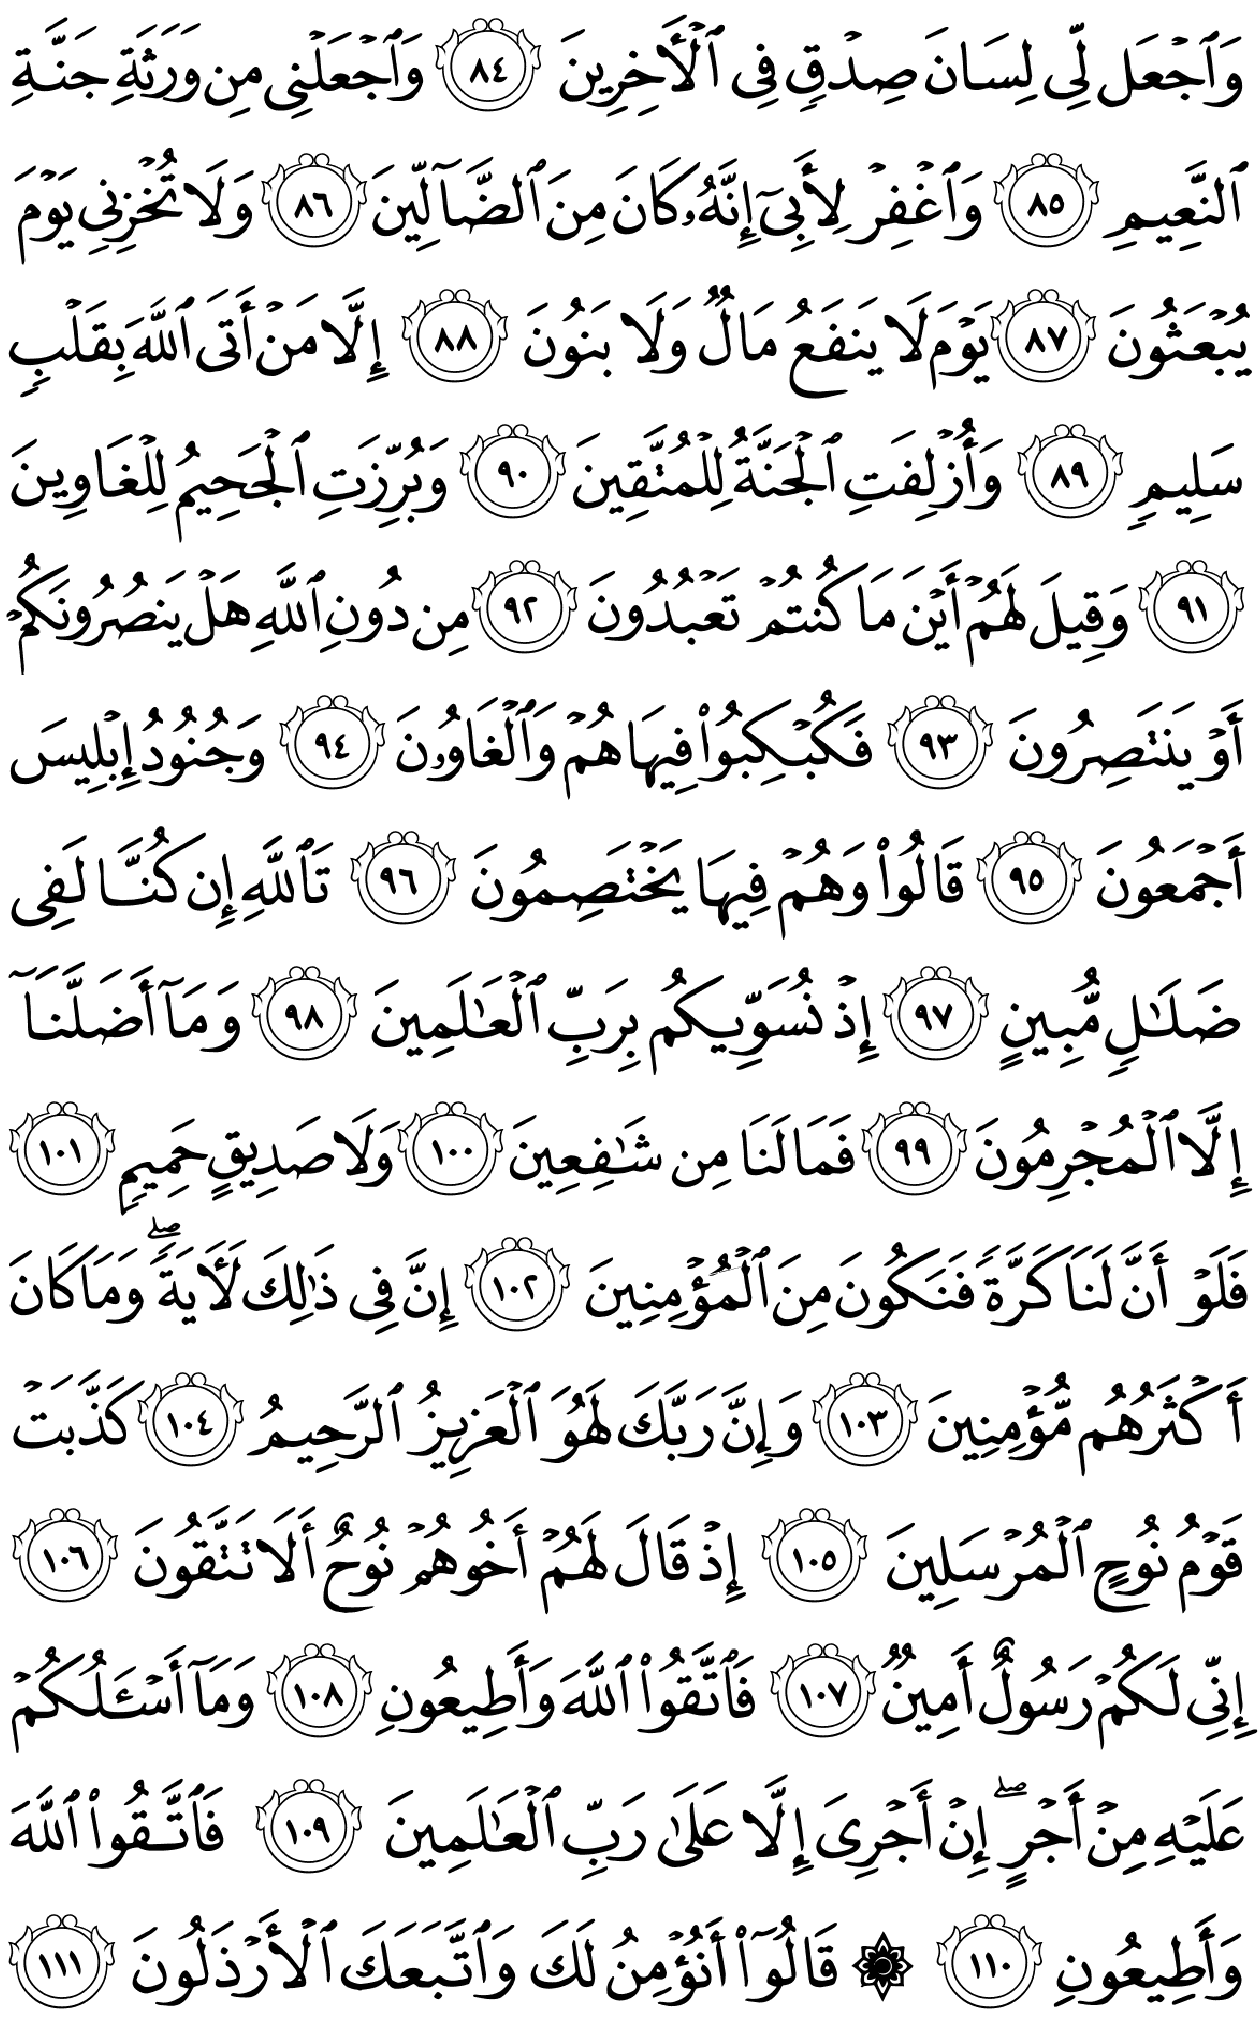 وَٱجۡعَل لِّي لِسَانَ صِدۡقٖ فِي ٱلۡأٓخِرِينَ ٨٤ وَٱجۡعَلۡنِي مِن وَرَثَةِ جَنَّةِ
ٱلنَّعِيمِ ٨٥ وَٱغۡفِرۡ لِأَبِيٓ إِنَّهُۥ كَانَ مِنَ ٱلضَّآلِّينَ ٨٦ وَلَا تُخۡزِنِي يَوۡمَ
يُبۡعَثُونَ ٨٧ يَوۡمَ لَا يَنفَعُ مَالٞ وَلَا بَنُونَ ٨٨ إِلَّا مَنۡ أَتَى ٱللَّهَ بِقَلۡبٖ
سَلِيمٖ ٨٩ وَأُزۡلِفَتِ ٱلۡجَنَّةُ لِلۡمُتَّقِينَ ٩٠ وَبُرِّزَتِ ٱلۡجَحِيمُ لِلۡغَاوِينَ
٩١ وَقِيلَ لَهُمۡ أَيۡنَ مَا كُنتُمۡ تَعۡبُدُونَ ٩٢ مِن دُونِ ٱللَّهِ هَلۡ يَنصُرُونَكُمۡ
أَوۡ يَنتَصِرُونَ ٩٣ فَكُبۡكِبُواْ فِيهَا هُمۡ وَٱلۡغَاوُۥنَ ٩٤ وَجُنُودُ إِبۡلِيسَ
أَجۡمَعُونَ ٩٥ قَالُواْ وَهُمۡ فِيهَا يَخۡتَصِمُونَ ٩٦ تَٱللَّهِ إِن كُنَّا لَفِي
ضَلَٰلٖ مُّبِينٍ ٩٧ إِذۡ نُسَوِّيكُم بِرَبِّ ٱلۡعَٰلَمِينَ ٩٨ وَمَآ أَضَلَّنَآ
إِلَّا ٱلۡمُجۡرِمُونَ ٩٩ فَمَا لَنَا مِن شَٰفِعِينَ ١٠٠ وَلَا صَدِيقٍ حَمِيمٖ ١٠١
فَلَوۡ أَنَّ لَنَا كَرَّةٗ فَنَكُونَ مِنَ ٱلۡمُؤۡمِنِينَ ١٠٢ إِنَّ فِي ذَٰلِكَ لَأٓيَةٗۖ وَمَا كَانَ
أَكۡثَرُهُم مُّؤۡمِنِينَ ١٠٣ وَإِنَّ رَبَّكَ لَهُوَ ٱلۡعَزِيزُ ٱلرَّحِيمُ ١٠٤ كَذَّبَتۡ
قَوۡمُ نُوحٍ ٱلۡمُرۡسَلِينَ ١٠٥ إِذۡ قَالَ لَهُمۡ أَخُوهُمۡ نُوحٌ أَلَا تَتَّقُونَ ١٠٦
إِنِّي لَكُمۡ رَسُولٌ أَمِينٞ ١٠٧ فَٱتَّقُواْ ٱللَّهَ وَأَطِيعُونِ ١٠٨ وَمَآ أَسۡـَٔلُكُمۡ
عَلَيۡهِ مِنۡ أَجۡرٍۖ إِنۡ أَجۡرِيَ إِلَّا عَلَىٰ رَبِّ ٱلۡعَٰلَمِينَ ١٠٩ فَٱتَّقُواْ ٱللَّهَ
وَأَطِيعُونِ ١١٠ ۞ قَالُوٓاْ أَنُؤۡمِنُ لَكَ وَٱتَّبَعَكَ ٱلۡأَرۡذَلُونَ ١١١